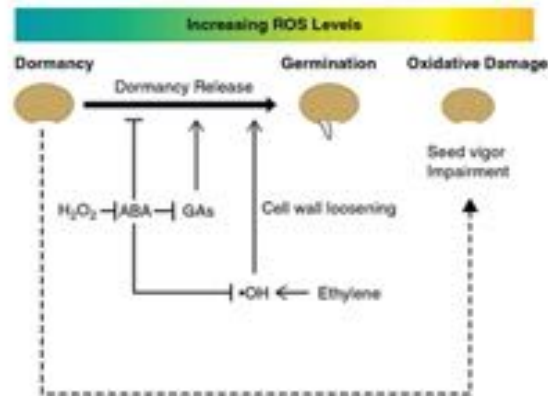 Increasing ROS Levels
Dormancy
Germination
Oxidative Damage
Dormancy Release
Seed vigor
Impairment
H₂O₂
ABA
GAs
Cell wall loosening
•OH
Ethylene